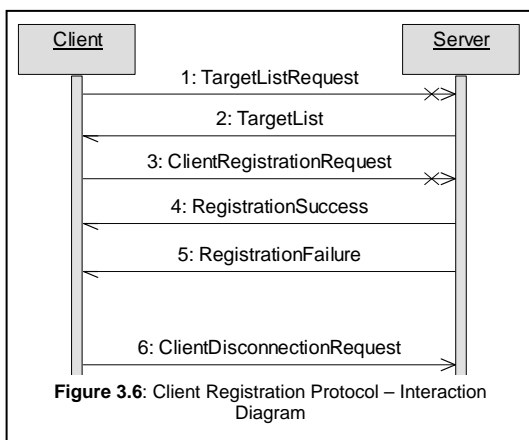 Client
Server
1: TargetListRequest
2: TargetList
3: ClientRegistrationRequest
4: RegistrationSuccess
5: RegistrationFailure
6: ClientDisconnectionRequest
Figure 3.6: Client Registration Protocol – Interaction
Diagram